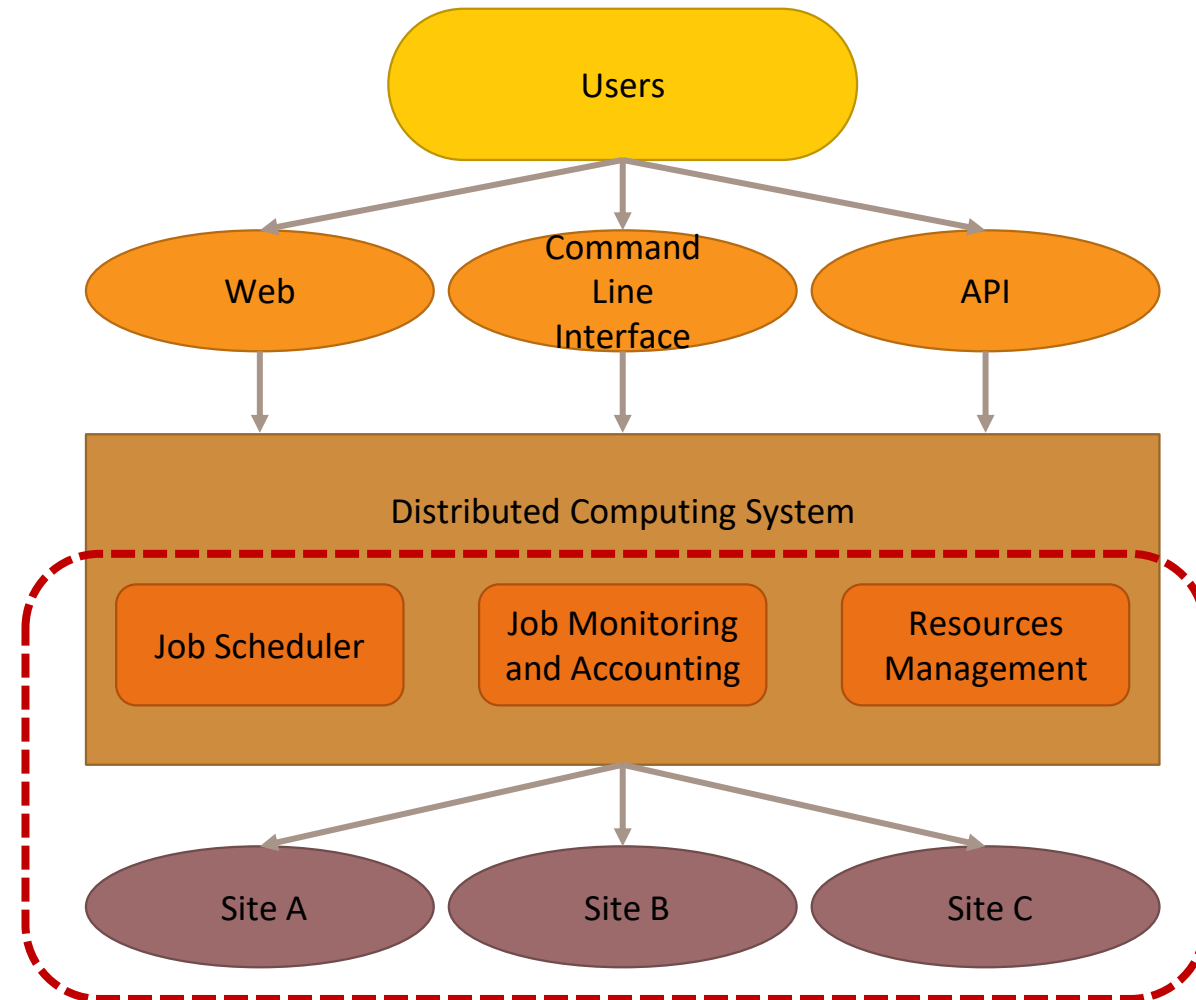 Users
Web
Command
Line
Interface
API
Distributed Computing System
Job Scheduler
Job Monitoring
and Accounting
Resources
Management
Site A
Site B
Site C